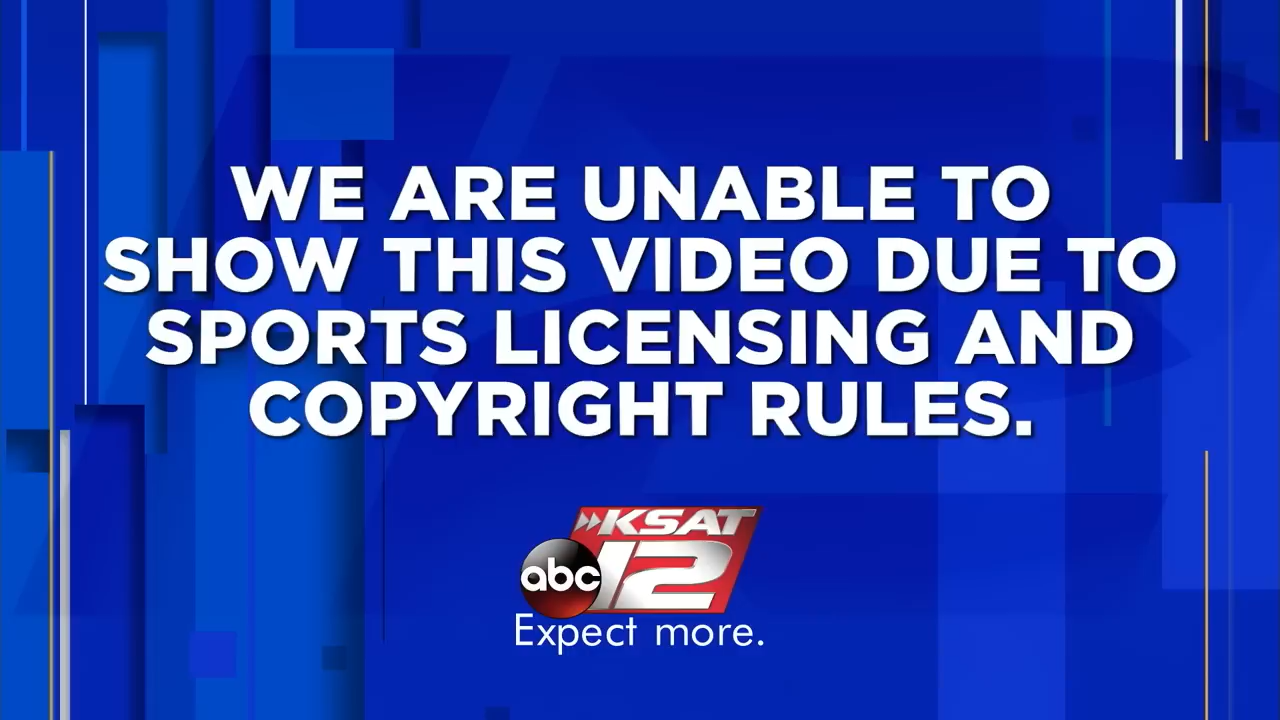 WE ARE UNABLE TO
SHOW THIS VIDEO DUE TO
SPORTS LICENSING AND
COPYRIGHT RULES.
KSAT
abc 12
Expect more.